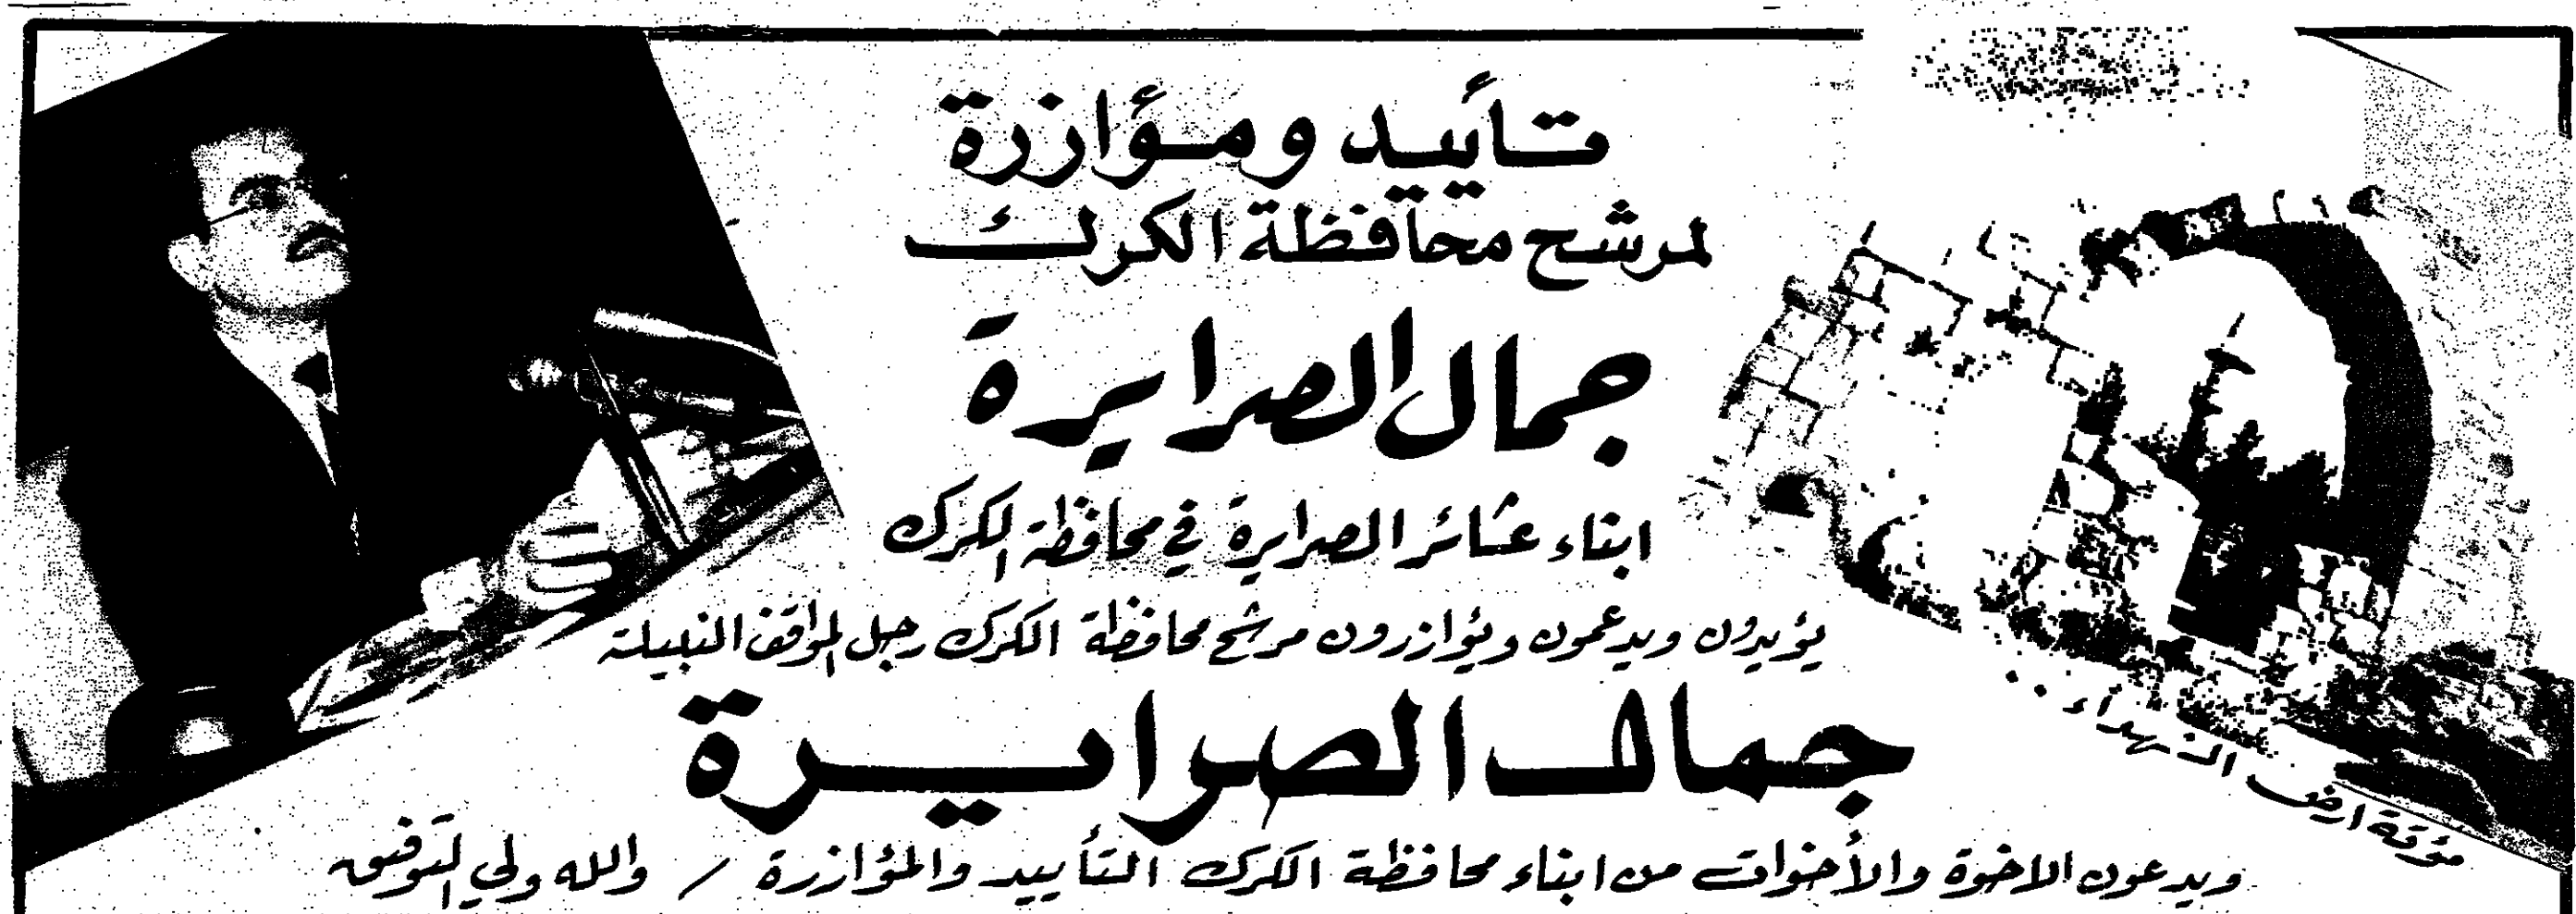 تأييد ومؤازرة
لمرشح محافظة الكرك
جمال الصرايرة
ابناء عشائر الصرايرة في محافظة الكرك
يؤيدون ويدعمون ويؤازرون مرشح محافظة الكرك رجل المواقف النبيلة
جمال الصرايرة
ويدعون الاخوة والأخوات من ابناء محافظة الكرك التأييد والمؤازرة / والله ولي التوفيق
مؤتة ارض الشهداء . .